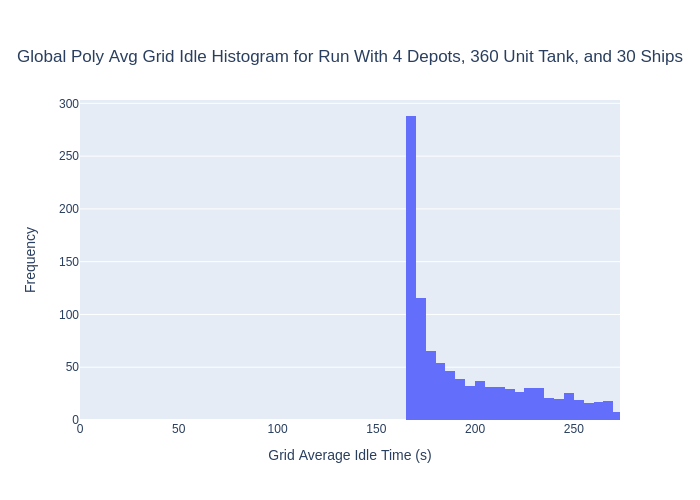 Global Poly Avg Grid Idle Histogram for Run With 4 Depots, 360 Unit Tank, and 30 Ships
300
250
200
150
100
50
0
Frequency
0 50 100 150 200 250
Grid Average Idle Time (s)